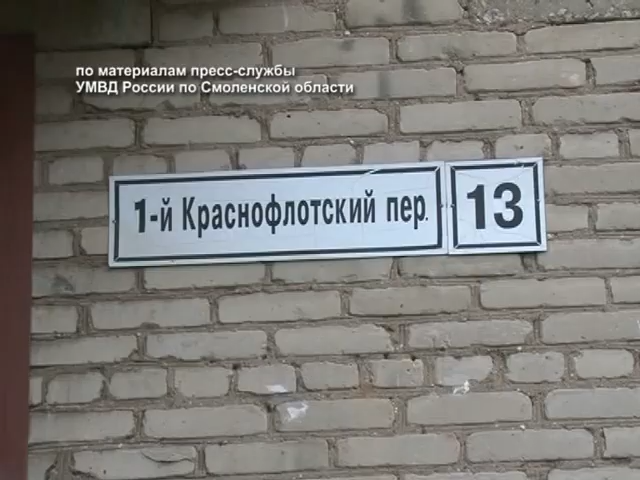 по материалам пресс-службы
УМВД России по Смоленской области
1-й Краснофлотский пер. 13